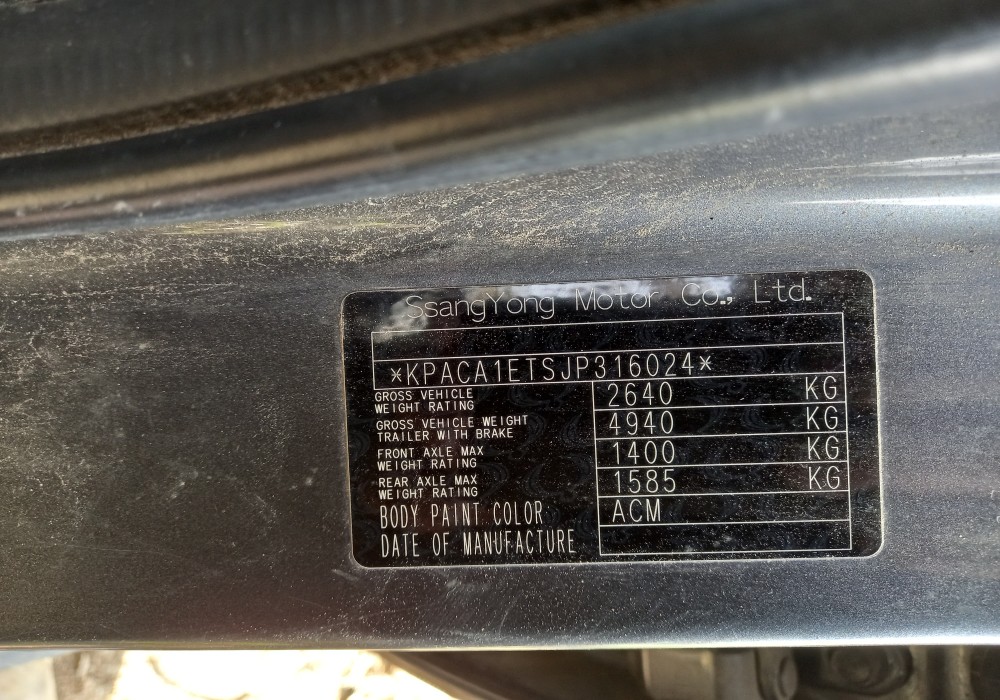 SsangYong Motor Co., Ltd.
*KPACA1ETSJP316024*
GROSS VEHICLE
WEIGHT RATING
2640 KG
GROSS VEHICLE WEIGHT
TRAILER WITH BRAKE
4940 KG
FRONT AXLE MAX
WEIGHT RATING
1400 KG
REAR AXLE MAX
WEIGHT RATING
1585 KG
BODY PAINT COLOR
ACM
DATE OF MANUFACTURE